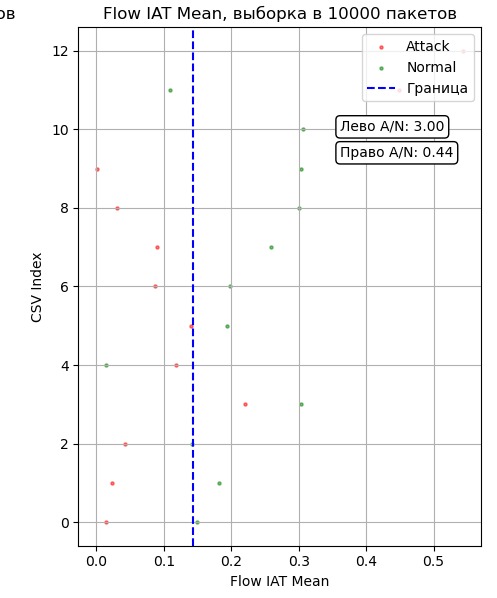 ов
Flow IAT Mean, выборка в 10000 пакетов
Attack
Normal
Граница
Лево A/N: 3.00
Право A/N: 0.44
12
10
8
6
4
2
0
CSV Index
0.0 0.1 0.2 0.3 0.4 0.5
Flow IAT Mean